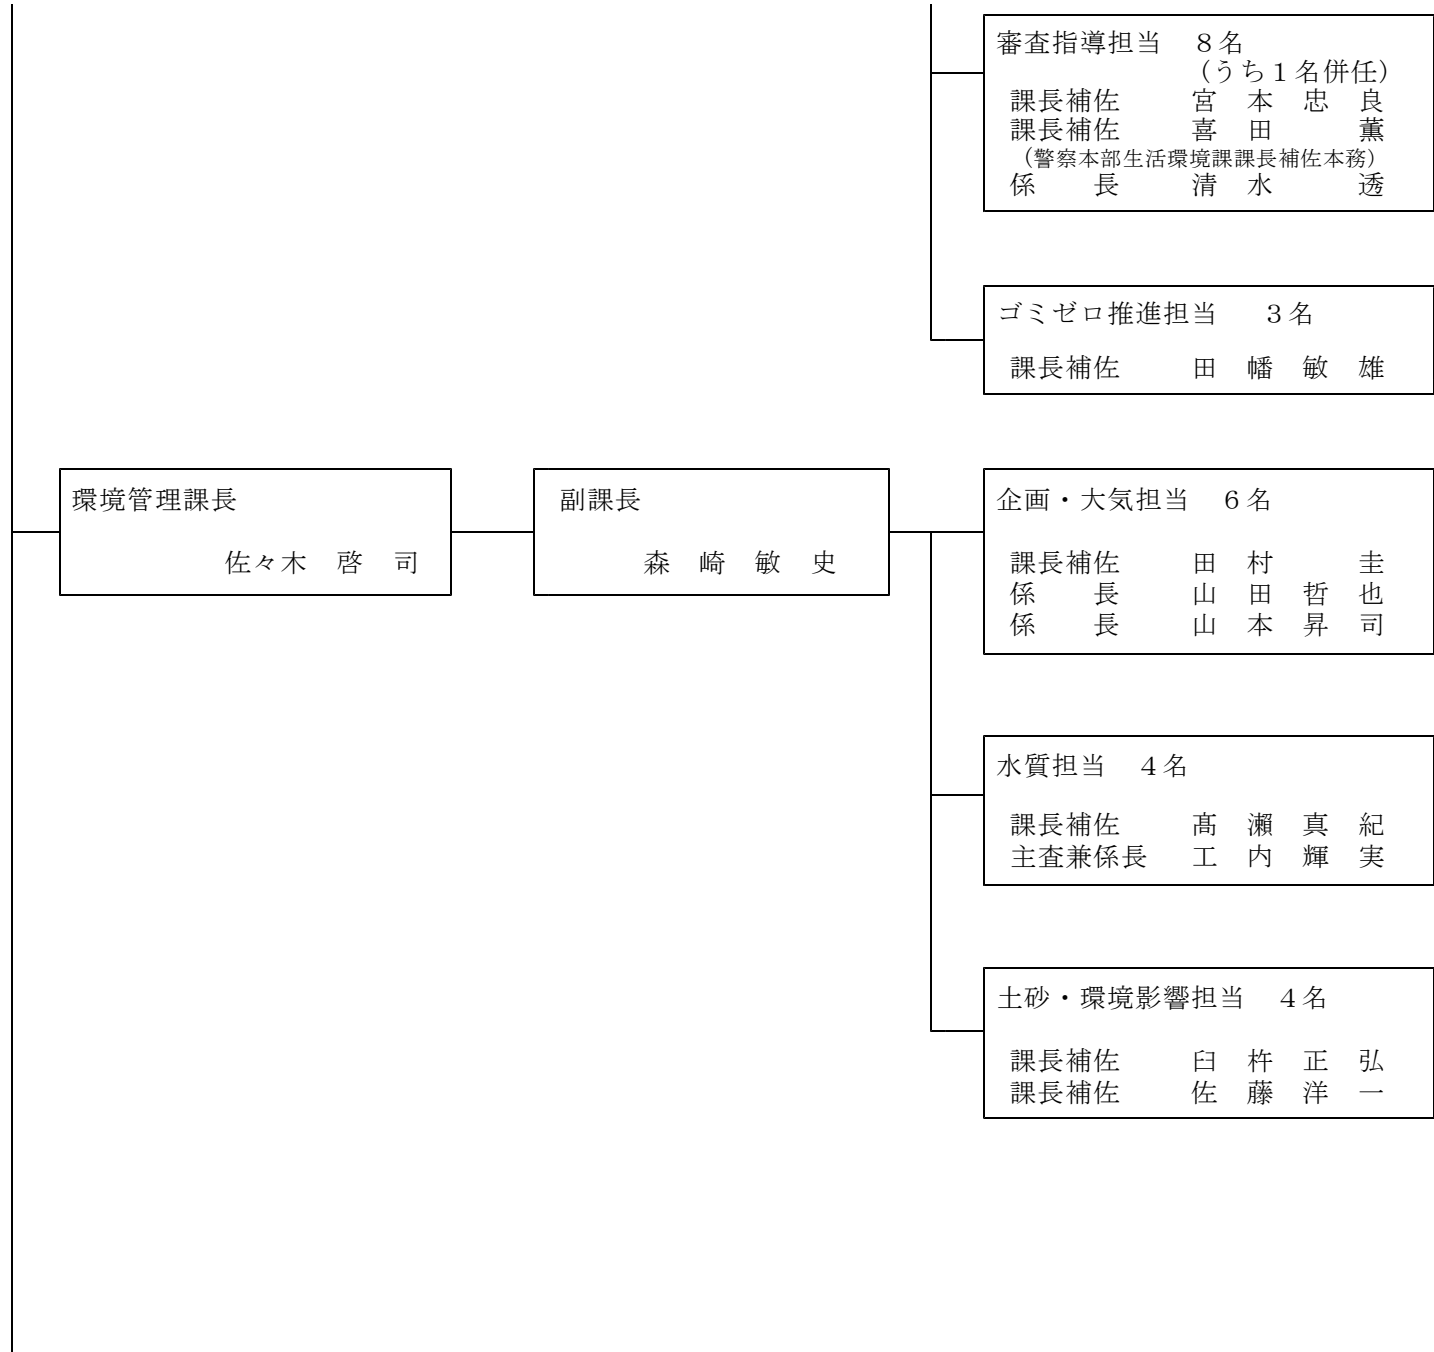 審査指導担当　８名
（うち１名併任）
課長補佐　　宮　本　忠　良
課長補佐　　喜　田　　　薫
（警察本部生活環境課課長補佐本務）
係　　長　　清　水　　　透
ゴミゼロ推進担当　３名
課長補佐　　田　幡　敏　雄
環境管理課長
佐々木　啓　司
副課長
森　崎　敏　史
企画・大気担当　６名
課長補佐　　田　村　　　圭
係　　長　　山　田　哲　也
係　　長　　山　本　昇　司
水質担当　４名
課長補佐　　髙　瀨　真　紀
主査兼係長　工　内　輝　実
土砂・環境影響担当　４名
課長補佐　　臼　杵　正　弘
課長補佐　　佐　藤　洋　一